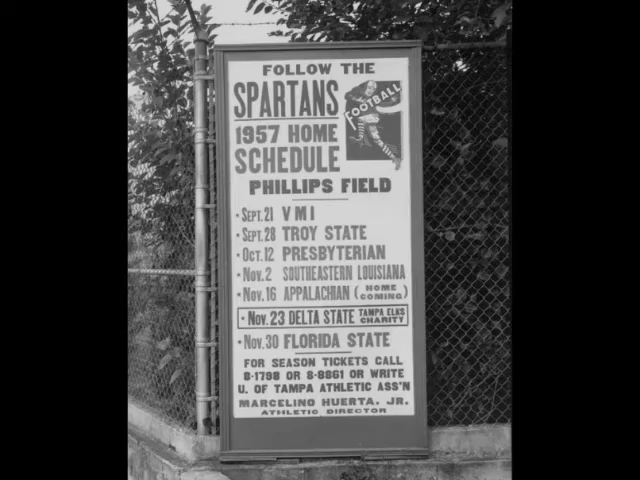 FOLLOW THE
SPARTANS
FOOTBALL
1957 HOME
SCHEDULE
PHILLIPS FIELD
• SEPT. 21 VMI
• SEPT. 28 TROY STATE
• OCT. 12 PRESBYTERIAN
• NOV. 2 SOUTHEASTERN LOUISIANA
• NOV. 16 APPALACHIAN (HOME COMING)
• NOV. 23 DELTA STATE TAMPA ELKS CHARITY
• NOV. 30 FLORIDA STATE
FOR SEASON TICKETS CALL
8-1798 OR 8-8861 OR WRITE
U. OF TAMPA ATHLETIC ASS'N
MARCELINO HUERTA. JR.
ATHLETIC DIRECTOR